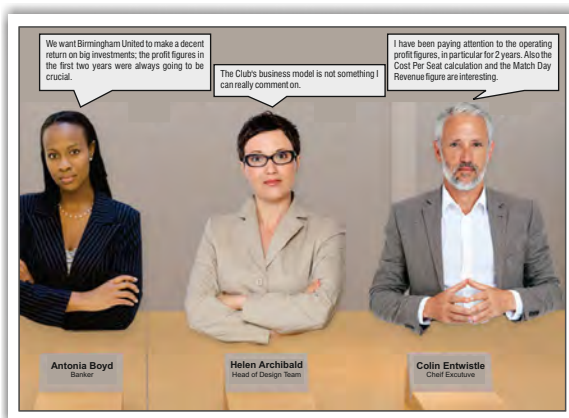 We want Birmingham United to make a decent
return on big investments; the profit figures in
the first two years were always going to be
crucial.
The Club's business model is not something I
can really comment on.
I have been paying attention to the operating
profit figures, in particular for 2 years. Also the
Cost Per Seat calculation and the Match Day
Revenue figure are interesting.
Antonia Boyd
Banker
Helen Archibald
Head of Design Team
Colin Entwistle
Cheif Excutuve